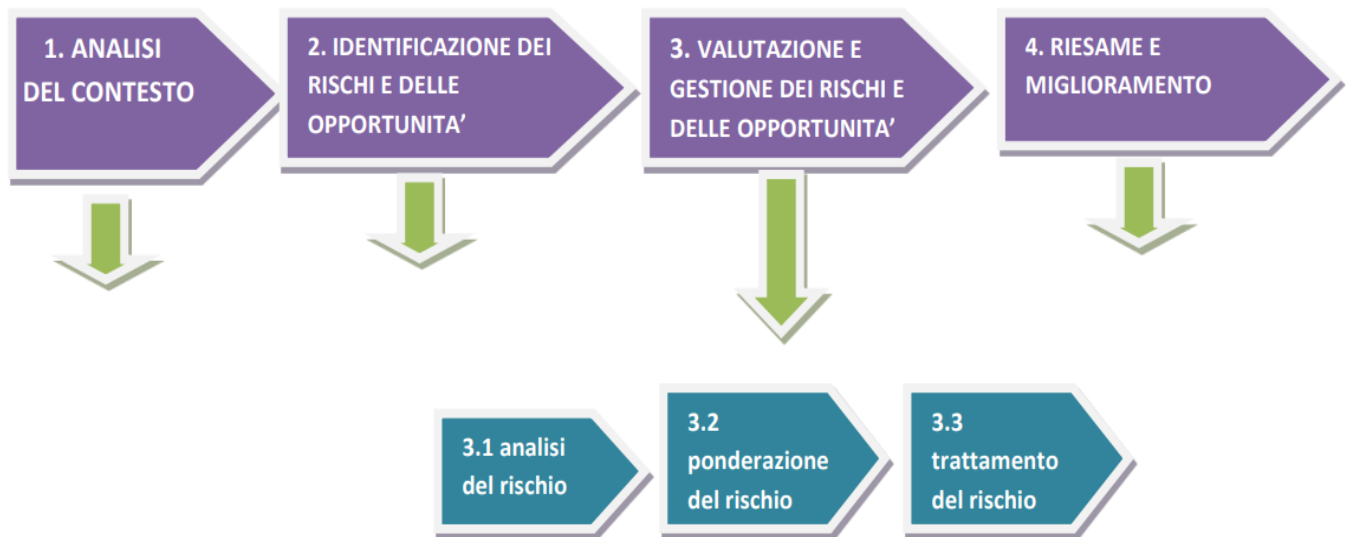 1. ANALISI
DEL CONTESTO
2. IDENTIFICAZIONE DEI
RISCHI E DELLE
OPPORTUNITA’
3. VALUTAZIONE E
GESTIONE DEI RISCHI E
DELLE OPPORTUNITA’
4. RIESAME E
MIGLIORAMENTO
3.1 analisi
del rischio
3.2
ponderazione
del rischio
3.3
trattamento
del rischio